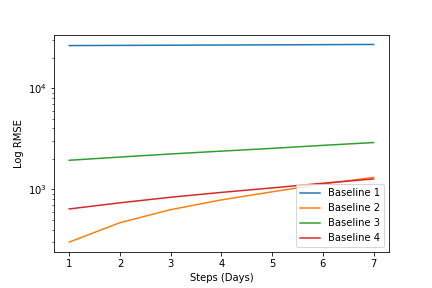 Log RMSE
10⁴
10³
1 2 3 4 5 6 7
Steps (Days)
Baseline 1
Baseline 2
Baseline 3
Baseline 4